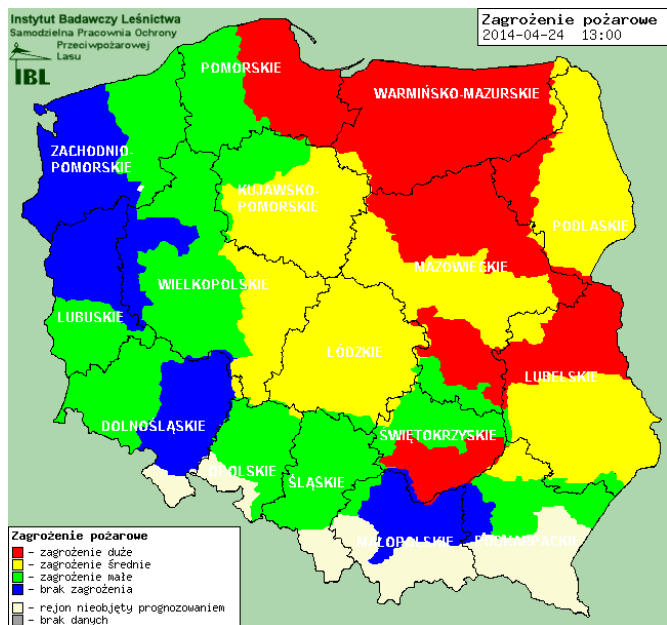 Instytut Badawczy Leśnictwa
Samodzielna Pracownia Ochrony
Przeciwpożarowej
Lasu
IBL
Zagrożenie pożarowe
2014-04-24 13:00
POMORSKIE
WARMIŃSKO-MAZURSKIE
ZACHODNIO-
POMORSKIE
KUJAWSKO-
POMORSKIE
PODLASKIE
MAZOWIECKIE
WIELKOPOLSKIE
LUBUSKIE
ŁÓDZKIE
LUBELSKIE
DOLNOŚLĄSKIE
ŚWIĘTOKRZYSKIE
OPOLSKIE
ŚLĄSKIE
MAŁOPOLSKIE
PODKARPACKIE
Zagrożenie pożarowe
- zagrożenie duże
- zagrożenie średnie
- zagrożenie małe
- brak zagrożenia
- rejon nieobjęty prognozowaniem
- brak danych